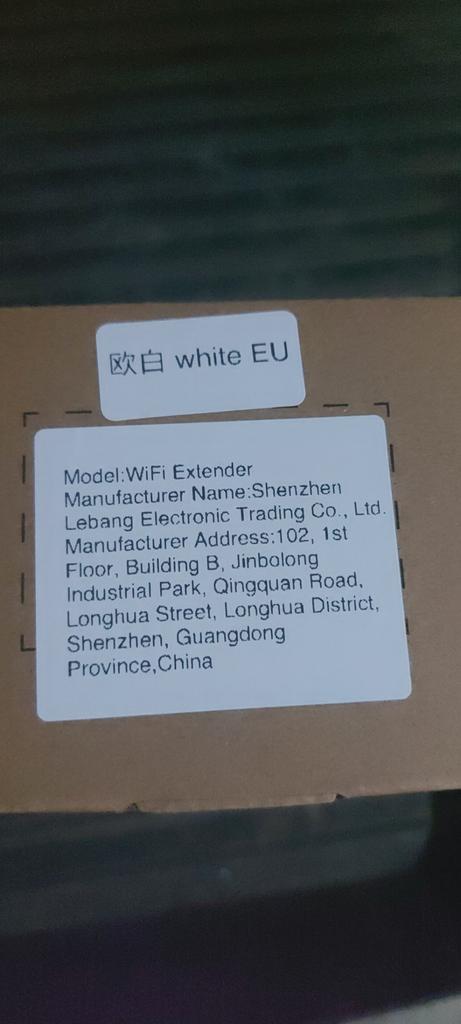 欧白 white EU
Model:WiFi Extender
Manufacturer Name:Shenzhen
Lebang Electronic Trading Co., Ltd.
Manufacturer Address:102, 1st
Floor, Building B, Jinbolong
Industrial Park, Qingquan Road,
Longhua Street, Longhua District,
Shenzhen, Guangdong
Province,China